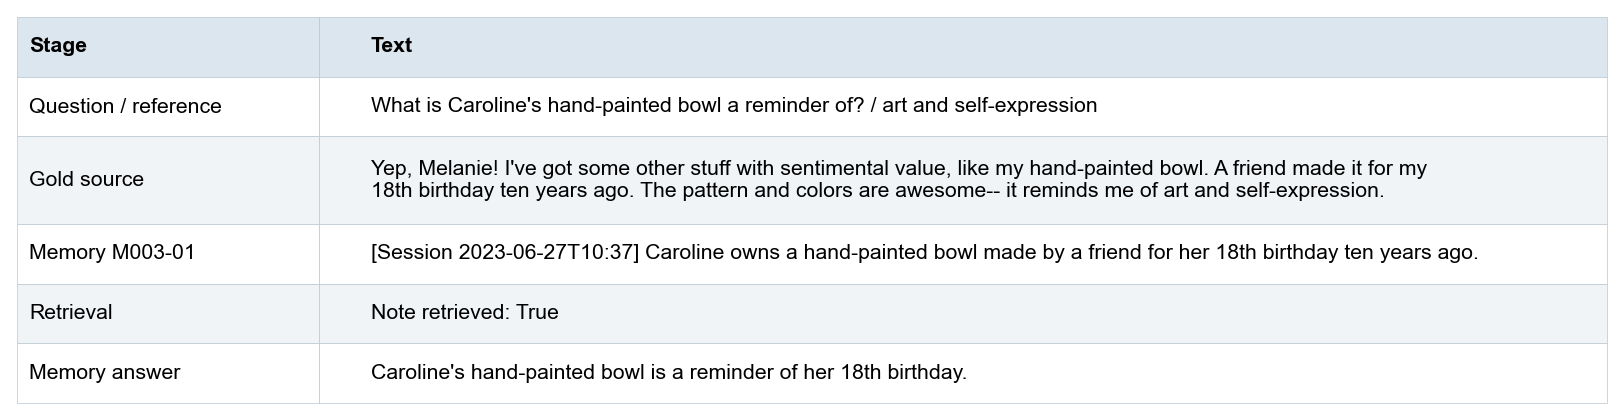 Stage Text
Question / reference What is Caroline's hand-painted bowl a reminder of? / art and self-expression
Gold source Yep, Melanie! I've got some other stuff with sentimental value, like my hand-painted bowl. A friend made it for my
18th birthday ten years ago. The pattern and colors are awesome-- it reminds me of art and self-expression.
Memory M003-01 [Session 2023-06-27T10:37] Caroline owns a hand-painted bowl made by a friend for her 18th birthday ten years ago.
Retrieval Note retrieved: True
Memory answer Caroline's hand-painted bowl is a reminder of her 18th birthday.